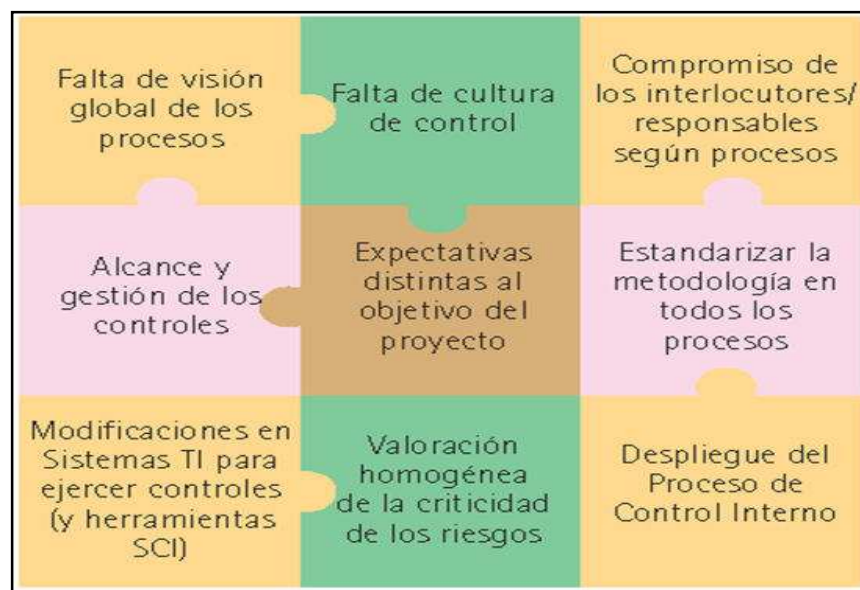 Falta de visión
global de los
procesos
Falta de cultura
de control
Compromiso de
los interlocutores/
responsables
según procesos
Alcance y
gestión de los
controles
Expectativas
distintas al
objetivo del
proyecto
Estandarizar la
metodología en
todos los
procesos
Modificaciones en
Sistemas TI para
ejercer controles
(y herramientas
SCI)
Valoración
homogénea
de la criticidad
de los riesgos
Despliegue del
Proceso de
Control Interno